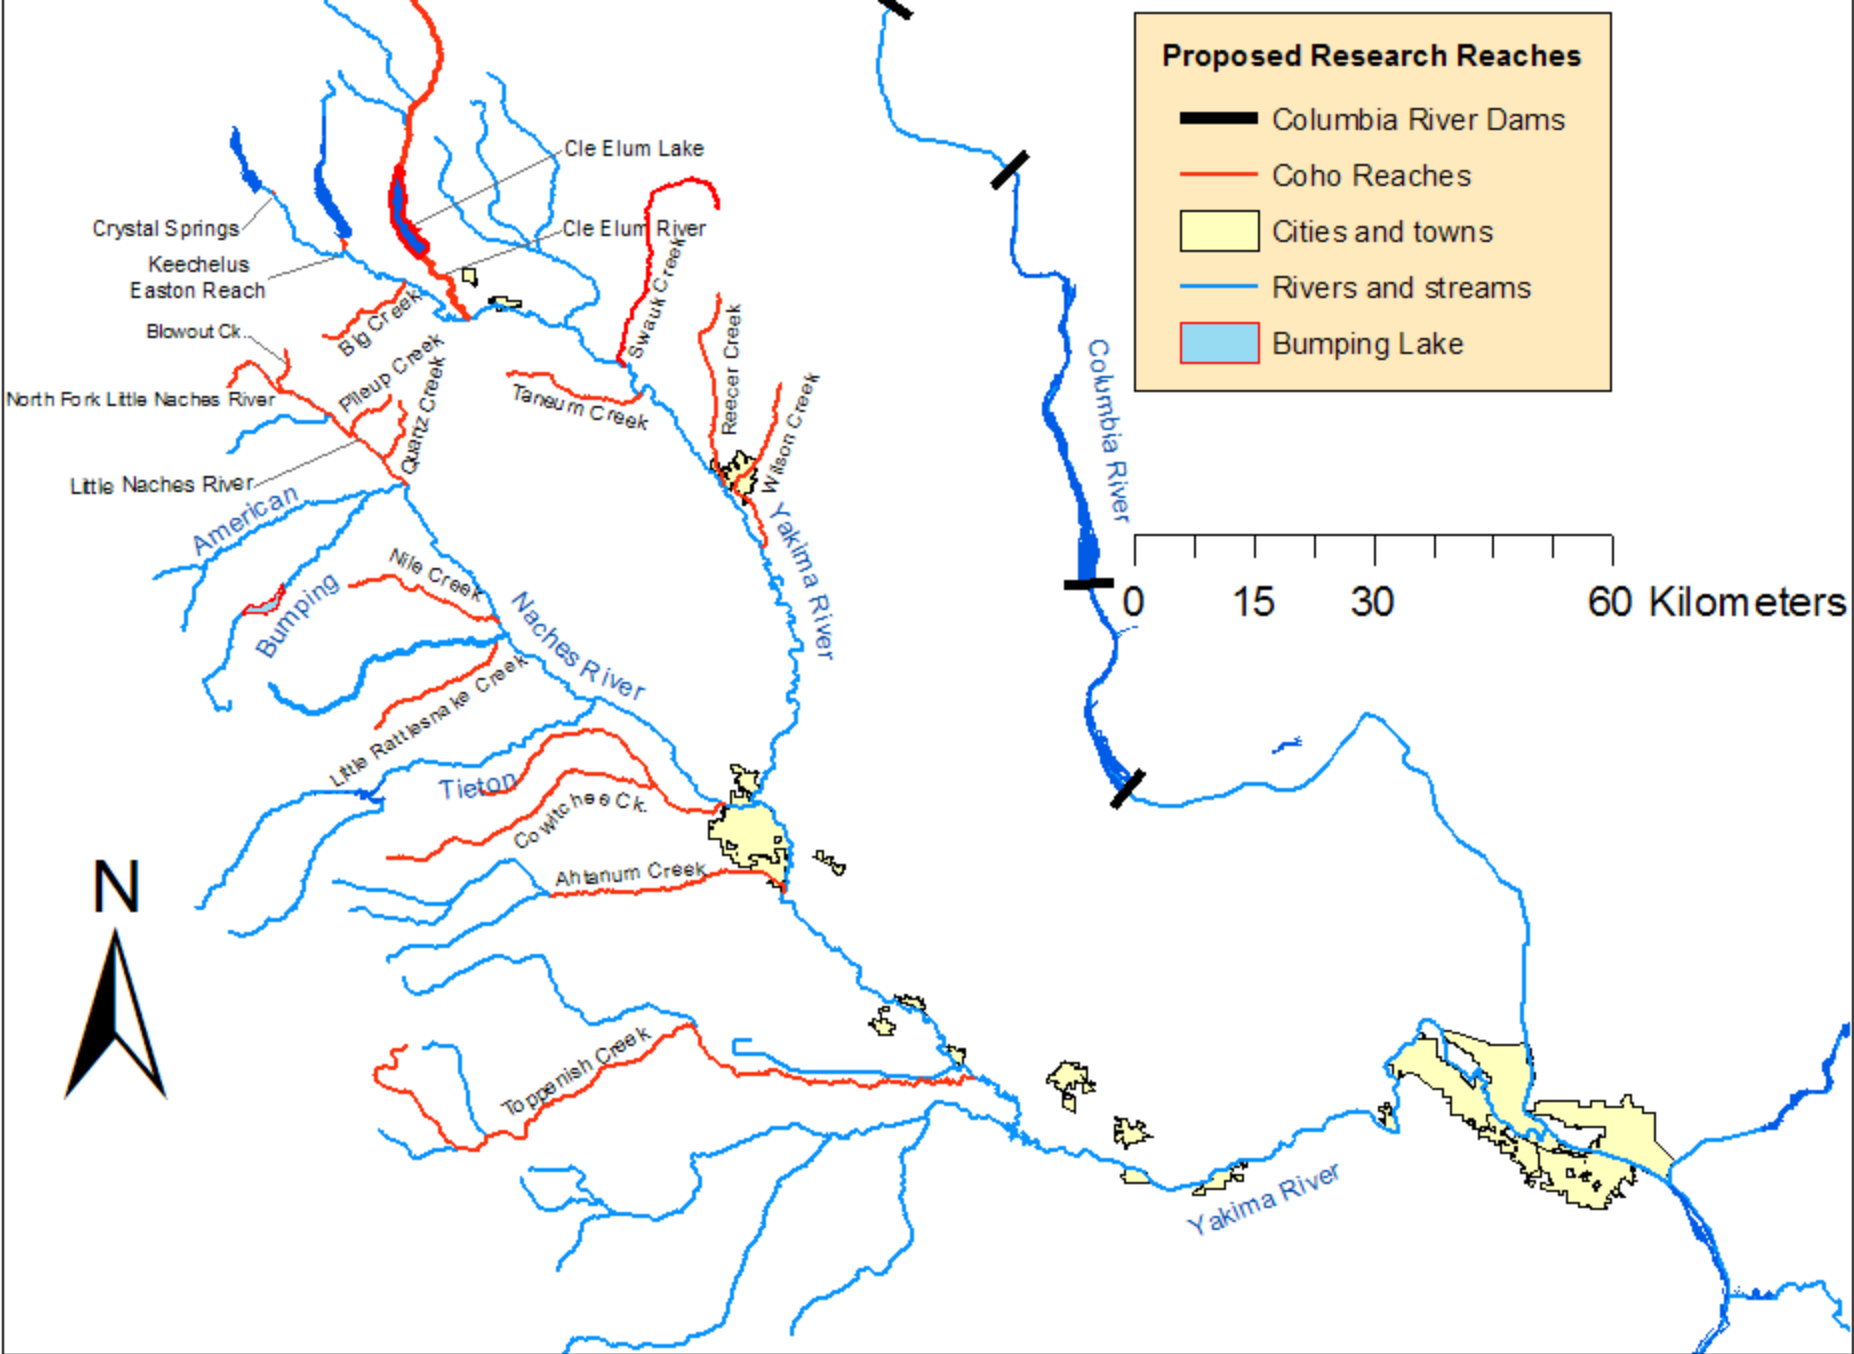 Proposed Research Reaches
Columbia River Dams
Coho Reaches
Cities and towns
Rivers and streams
Bumping Lake
Cle Elum Lake
Cle Elum River
Crystal Springs
Keechelus
Easton Reach
Big Creek
Blowout Ck.
Pileup Creek
North Fork Little Naches River
Quartz Creek
Little Naches River
Swauk Creek
Taneum Creek
Reecer Creek
Wilson Creek
Columbia River
American
Bumping
Nile Creek
Naches River
Yakima River
Little Rattlesnake Creek
Tieton
Cowitchee Ck.
Ahtanum Creek
0 15 30 60 Kilometers
N
Toppenish Creek
Yakima River